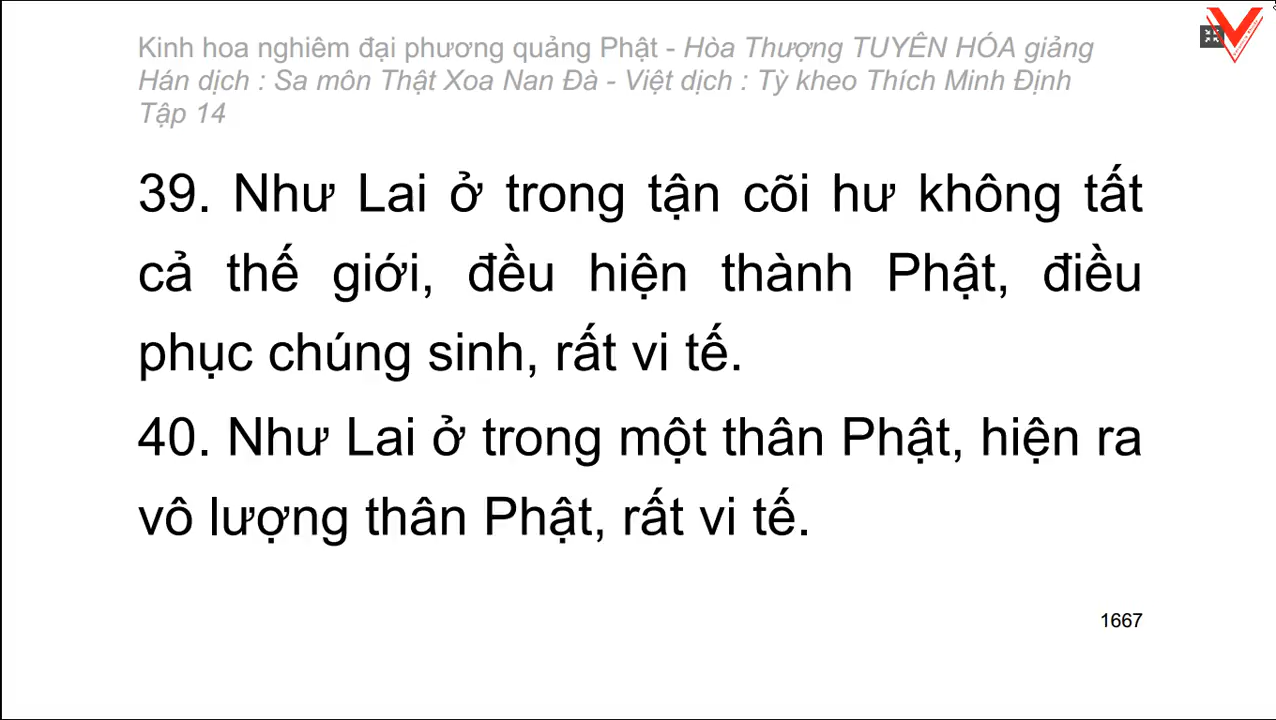 Kinh hoa nghiêm đại phương quảng Phật - Hòa Thượng TUYÊN HÓA giảng
Hán dịch : Sa môn Thật Xoa Nan Đà - Việt dịch : Tỳ kheo Thích Minh Định
Tập 14
39. Như Lai ở trong tận cõi hư không tất
cả thế giới, đều hiện thành Phật, điều
phục chúng sinh, rất vi tế.
40. Như Lai ở trong một thân Phật, hiện ra
vô lượng thân Phật, rất vi tế.
1667